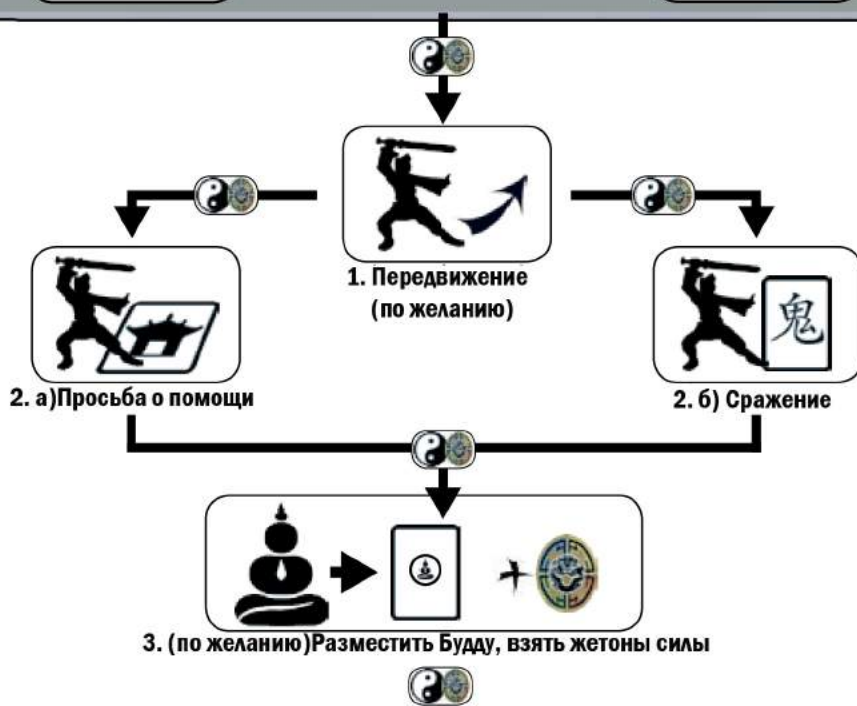 1. Передвижение
(по желанию)
鬼
2. а)Просьба о помощи
2. б) Сражение
3. (по желанию)Разместить Будду, взять жетоны силы